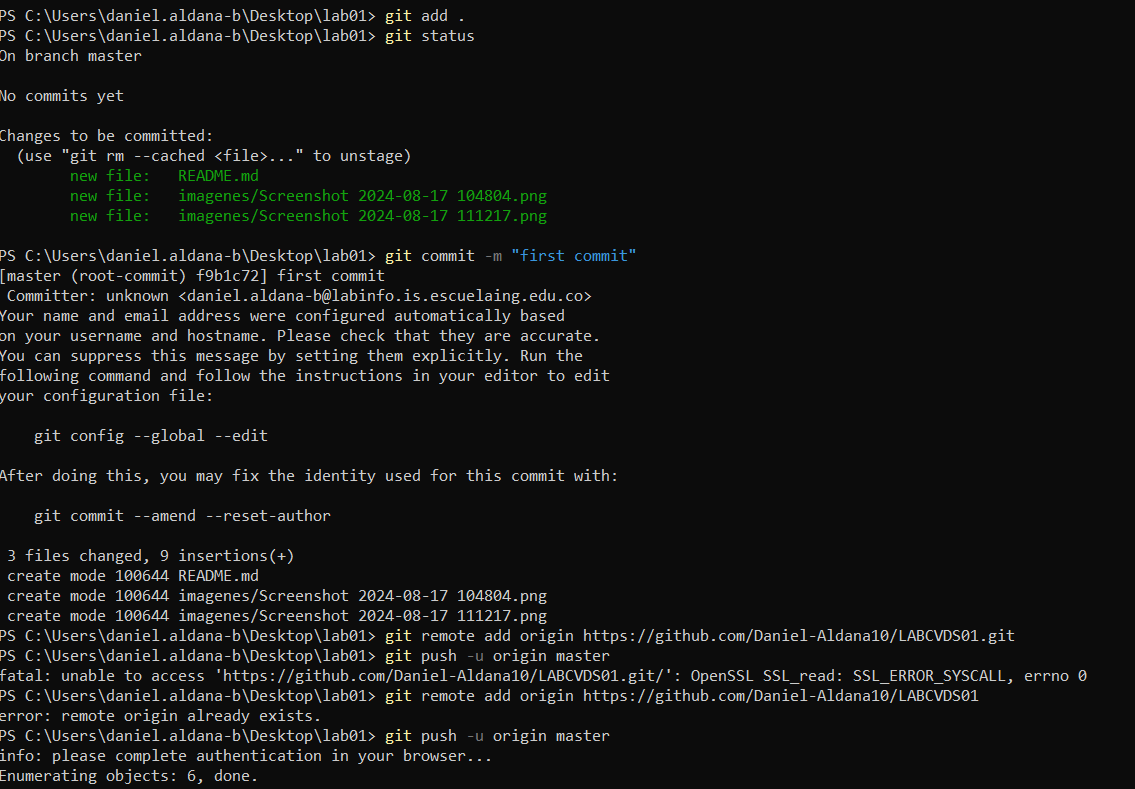 PS C:\Users\daniel.aldana-b\Desktop\lab01> git add .
PS C:\Users\daniel.aldana-b\Desktop\lab01> git status
On branch master
No commits yet
Changes to be committed:
(use "git rm --cached <file>..." to unstage)
new file: README.md
new file: imagenes/Screenshot 2024-08-17 104804.png
new file: imagenes/Screenshot 2024-08-17 111217.png
PS C:\Users\daniel.aldana-b\Desktop\lab01> git commit -m "first commit"
[master (root-commit) f9b1c72] first commit
Committer: unknown <daniel.aldana-b@labinfo.is.escuelaing.edu.co>
Your name and email address were configured automatically based
on your username and hostname. Please check that they are accurate.
You can suppress this message by setting them explicitly. Run the
following command and follow the instructions in your editor to edit
your configuration file:
git config --global --edit
After doing this, you may fix the identity used for this commit with:
git commit --amend --reset-author
3 files changed, 9 insertions(+)
create mode 100644 README.md
create mode 100644 imagenes/Screenshot 2024-08-17 104804.png
create mode 100644 imagenes/Screenshot 2024-08-17 111217.png
PS C:\Users\daniel.aldana-b\Desktop\lab01> git remote add origin https://github.com/Daniel-Aldana10/LABCVDS01.git
PS C:\Users\daniel.aldana-b\Desktop\lab01> git push -u origin master
fatal: unable to access 'https://github.com/Daniel-Aldana10/LABCVDS01.git/': OpenSSL SSL_read: SSL_ERROR_SYSCALL, errno 0
PS C:\Users\daniel.aldana-b\Desktop\lab01> git remote add origin https://github.com/Daniel-Aldana10/LABCVDS01
error: remote origin already exists.
PS C:\Users\daniel.aldana-b\Desktop\lab01> git push -u origin master
info: please complete authentication in your browser...
Enumerating objects: 6, done.